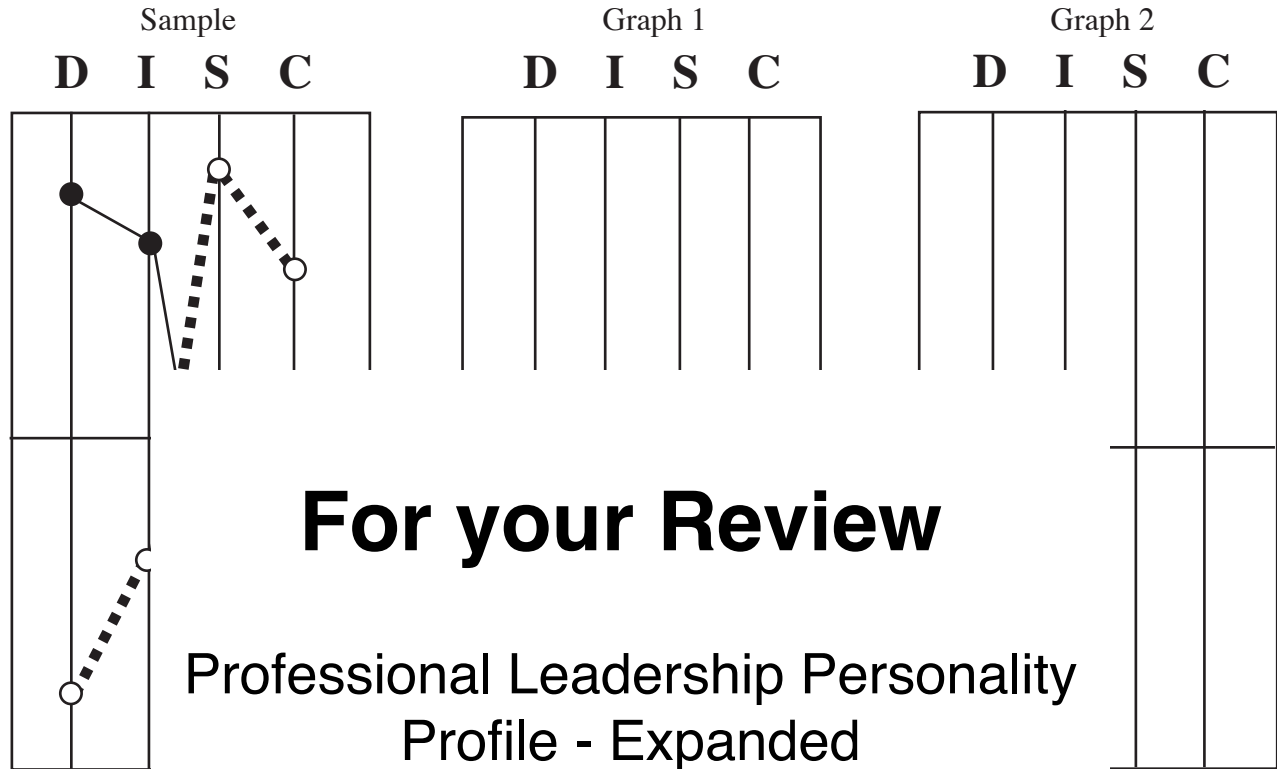 Sample Graph 1 Graph 2
D I S C D I S C D I S C
For your Review
Professional Leadership Personality
Profile - Expanded